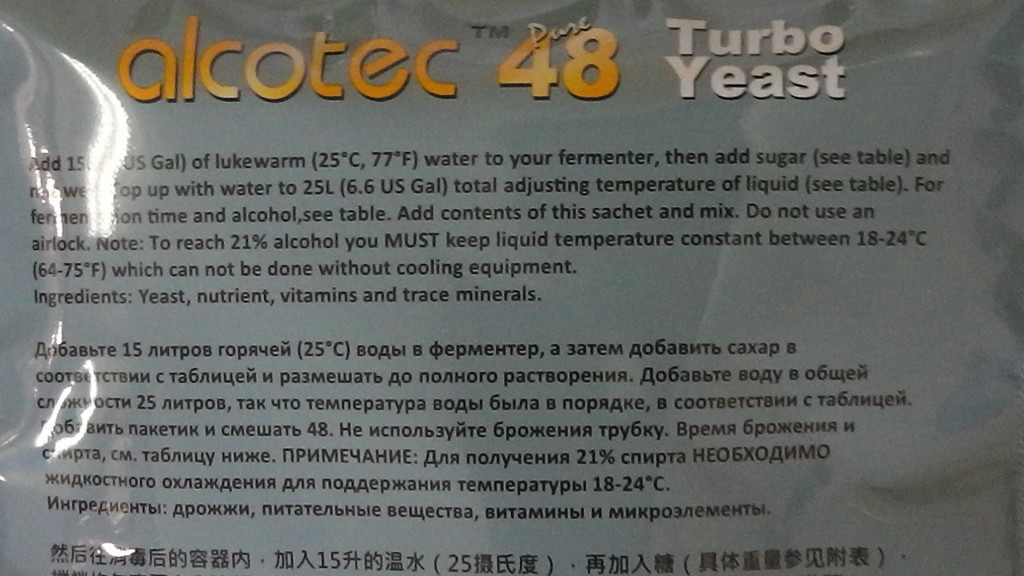 alcotec™ Pure 48 Turbo Yeast
Add US Gal) of lukewarm (25°C, 77°F) water to your fermenter, then add sugar (see table) and
up with water to 25L (6.6 US Gal) total adjusting temperature of liquid (see table). For
time and alcohol,see table. Add contents of this sachet and mix. Do not use an
airlock. Note: To reach 21% alcohol you MUST keep liquid temperature constant between 18-24°C
(64-75°F) which can not be done without cooling equipment.
Ingredients: Yeast, nutrient, vitamins and trace minerals.
Добавьте 15 литров горячей (25°C) воды в ферментер, а затем добавить сахар в
соответствии с таблицей и размешать до полного растворения. Добавьте воду в общей
сложности 25 литров, так что температура воды была в порядке, в соответствии с таблицей.
Добавить пакетик и смешать 48. Не используйте брожения трубку. Время брожения и
спирта, см. таблицу ниже. ПРИМЕЧАНИЕ: Для получения 21% спирта НЕОБХОДИМО
жидкостного охлаждения для поддержания температуры 18-24°C.
Ингредиенты: дрожжи, питательные вещества, витамины и микроэлементы.
然后往消毒后的容器内，加入15升的温水（25摄氏度），再加入糖（具体重量参见附表），